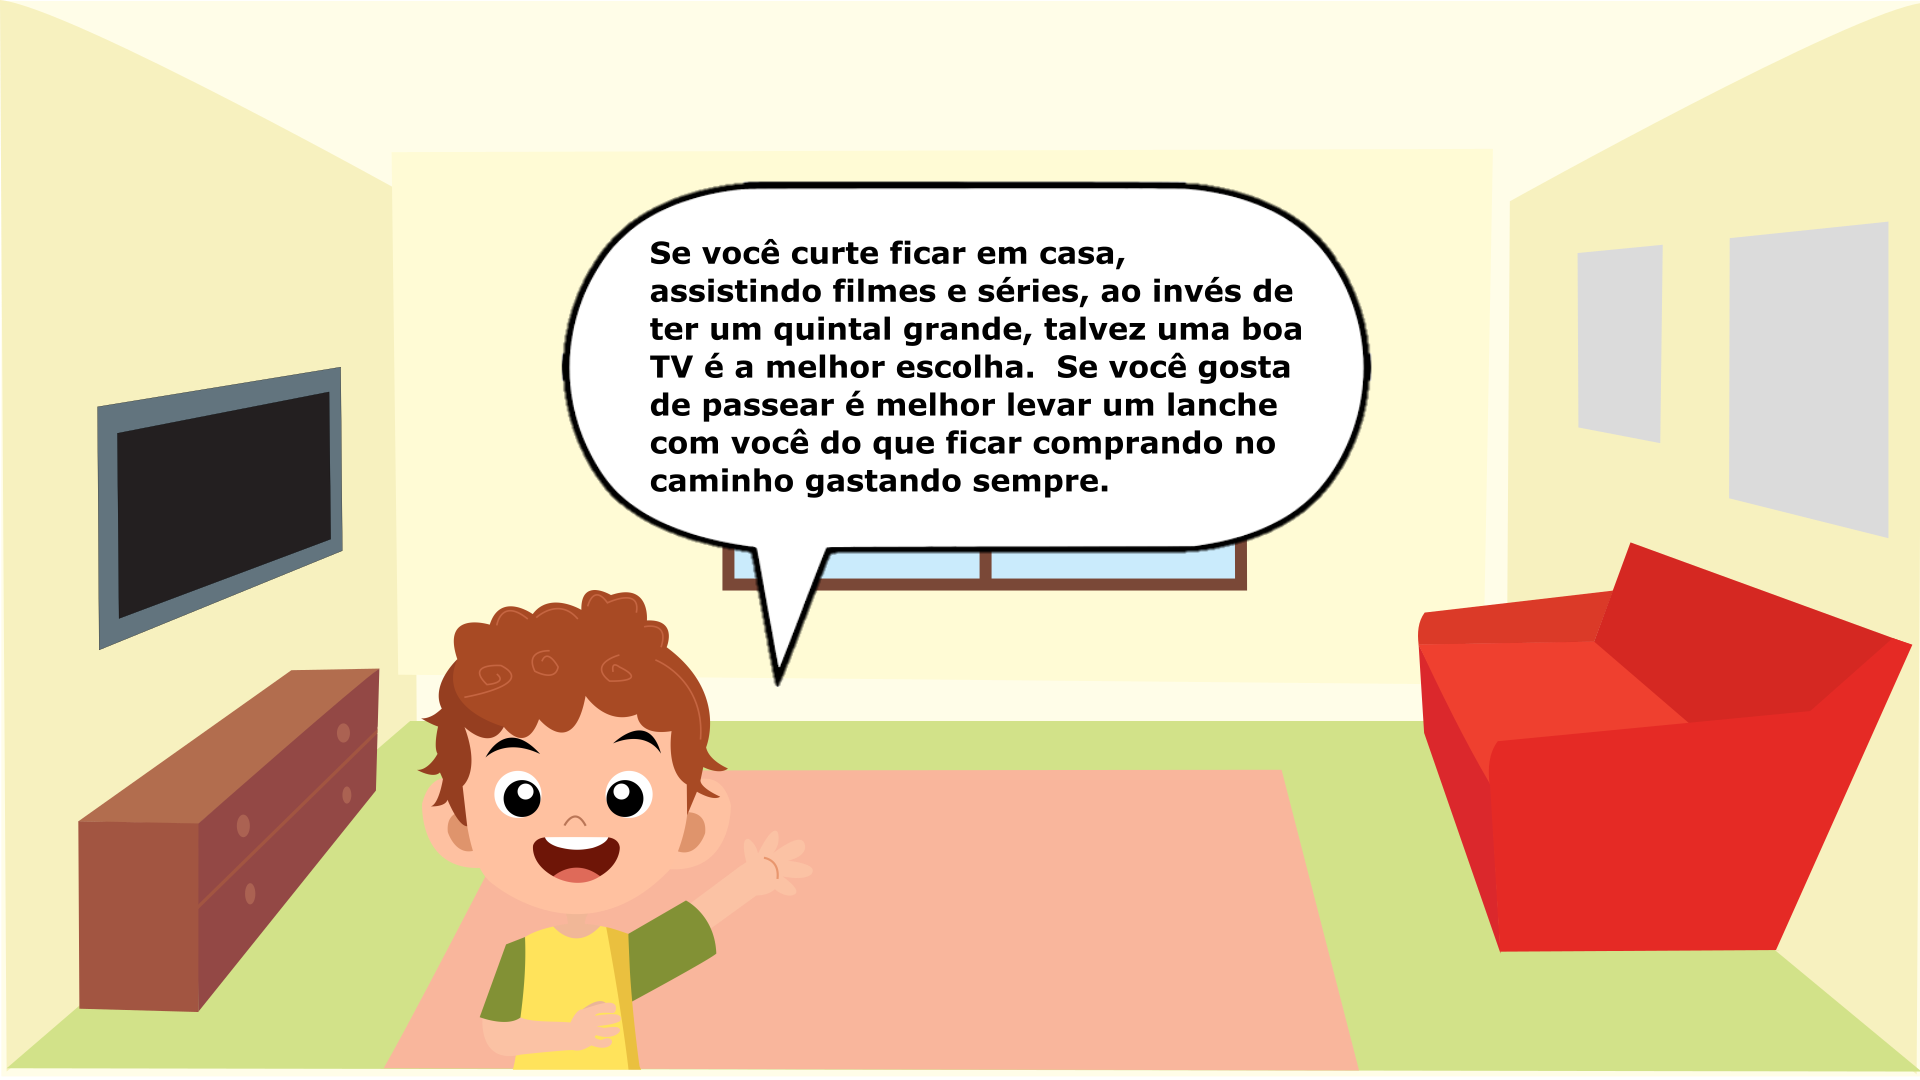 Se você curte ficar em casa,
assistindo filmes e séries, ao invés de
ter um quintal grande, talvez uma boa
TV é a melhor escolha.  Se você gosta
de passear é melhor levar um lanche
com você do que ficar comprando no
caminho gastando sempre.